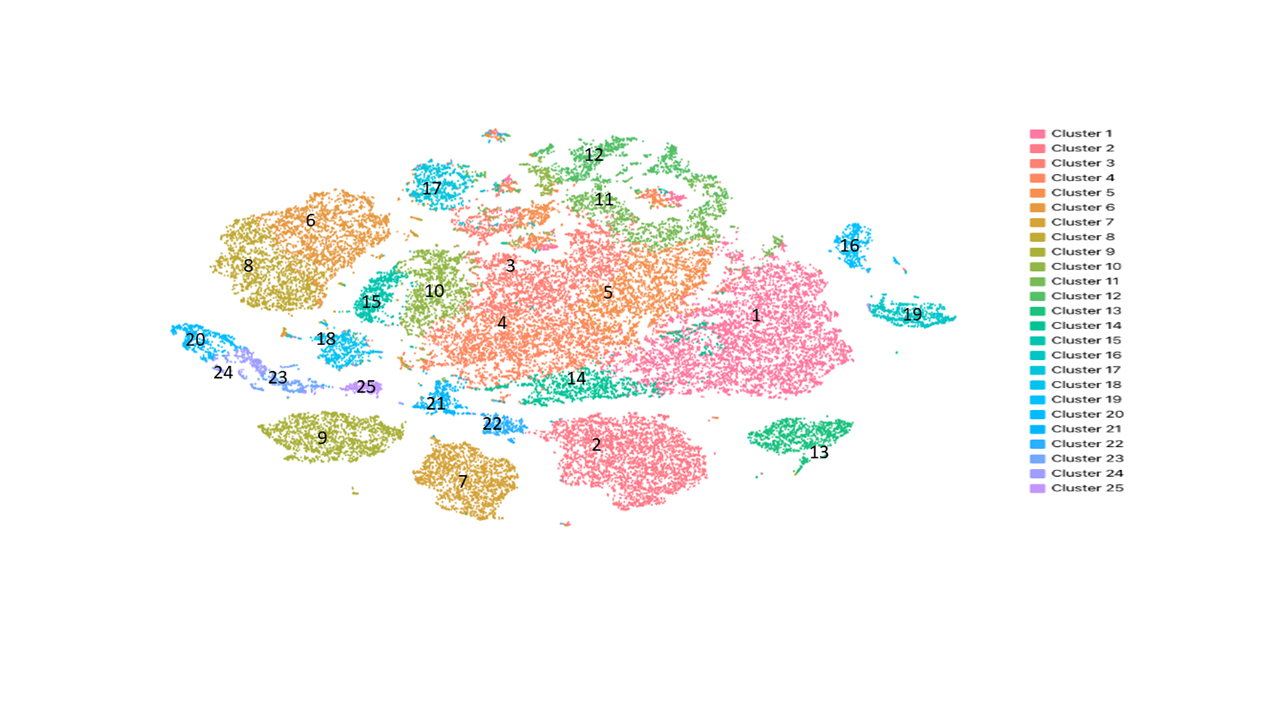 12
17
11
6
16
8
3
10
5
15
19
1
4
18
20
24
23
14
25
21
22
9
2
13
7
Cluster 1
Cluster 2
Cluster 3
Cluster 4
Cluster 5
Cluster 6
Cluster 7
Cluster 8
Cluster 9
Cluster 10
Cluster 11
Cluster 12
Cluster 13
Cluster 14
Cluster 15
Cluster 16
Cluster 17
Cluster 18
Cluster 19
Cluster 20
Cluster 21
Cluster 22
Cluster 23
Cluster 24
Cluster 25